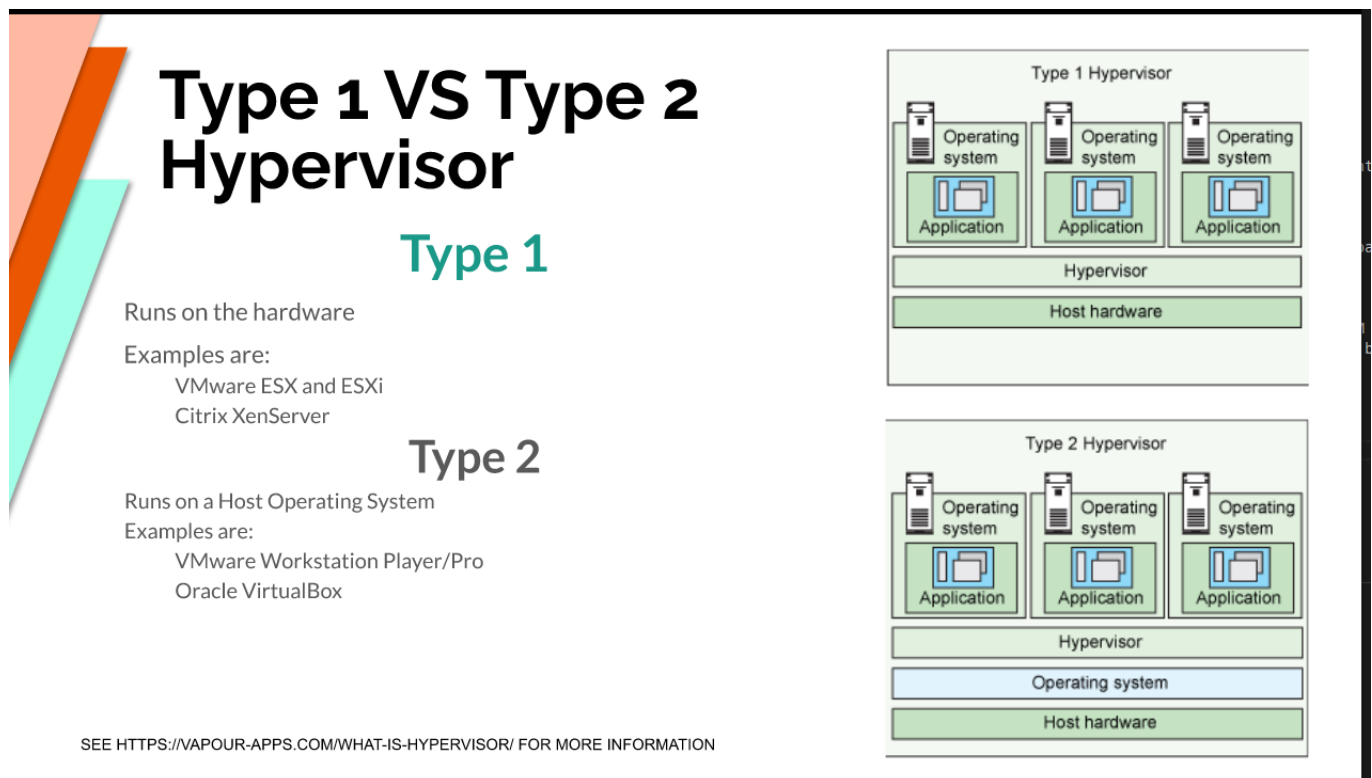 Type 1 VS Type 2
Hypervisor
Type 1
Runs on the hardware
Examples are:
VMware ESX and ESXi
Citrix XenServer
Type 2
Runs on a Host Operating System
Examples are:
VMware Workstation Player/Pro
Oracle VirtualBox
SEE HTTPS://VAPOUR-APPS.COM/WHAT-IS-HYPERVISOR/ FOR MORE INFORMATION
Type 1 Hypervisor
Operating system
Application
Operating system
Application
Operating system
Application
Hypervisor
Host hardware
Type 2 Hypervisor
Operating system
Application
Operating system
Application
Operating system
Application
Hypervisor
Operating system
Host hardware